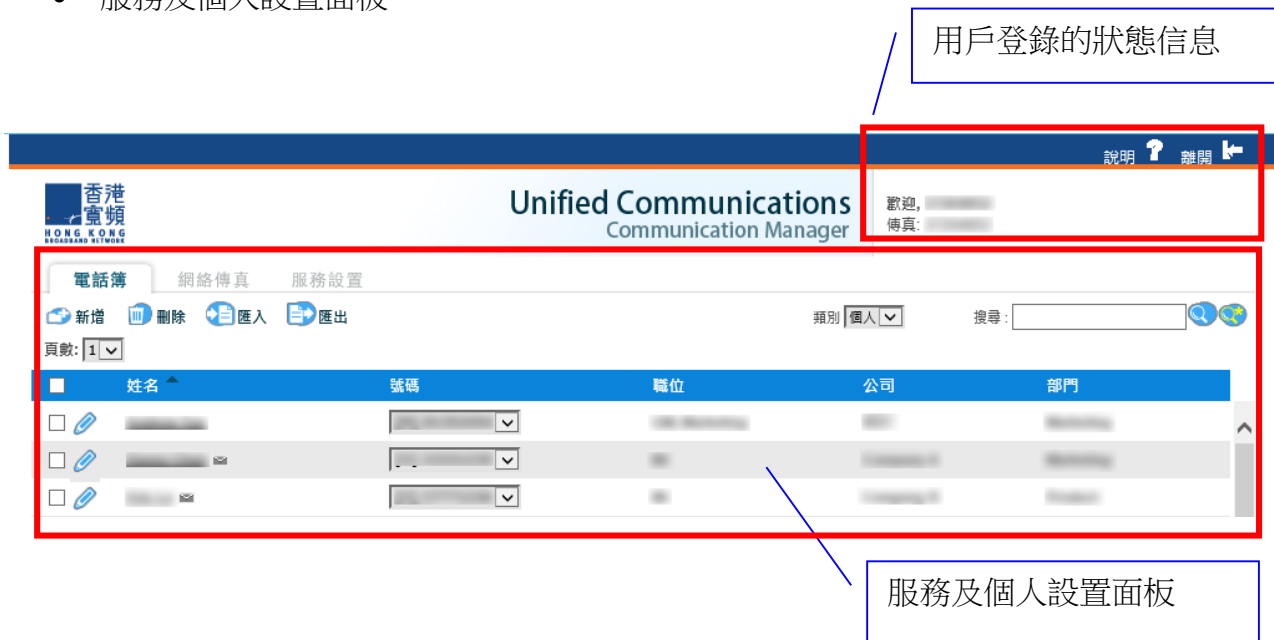 • 服務及個人設置面板
用戶登錄的狀態信息
說明 ? 離開
香港
寬頻
HONG KONG
BROADBAND NETWORK
Unified Communications
Communication Manager
歡迎,
傳真:
電話簿 網絡傳真 服務設置
新增 刪除 匯入 匯出 類別 個人 搜尋 :
頁數: 1
姓名 號碼 職位 公司 部門
服務及個人設置面板